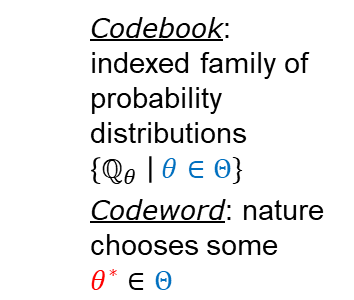 Codebook:
indexed family of
probability
distributions
{ℚ_θ | θ ∈ Θ}
Codeword: nature
chooses some
θ* ∈ Θ